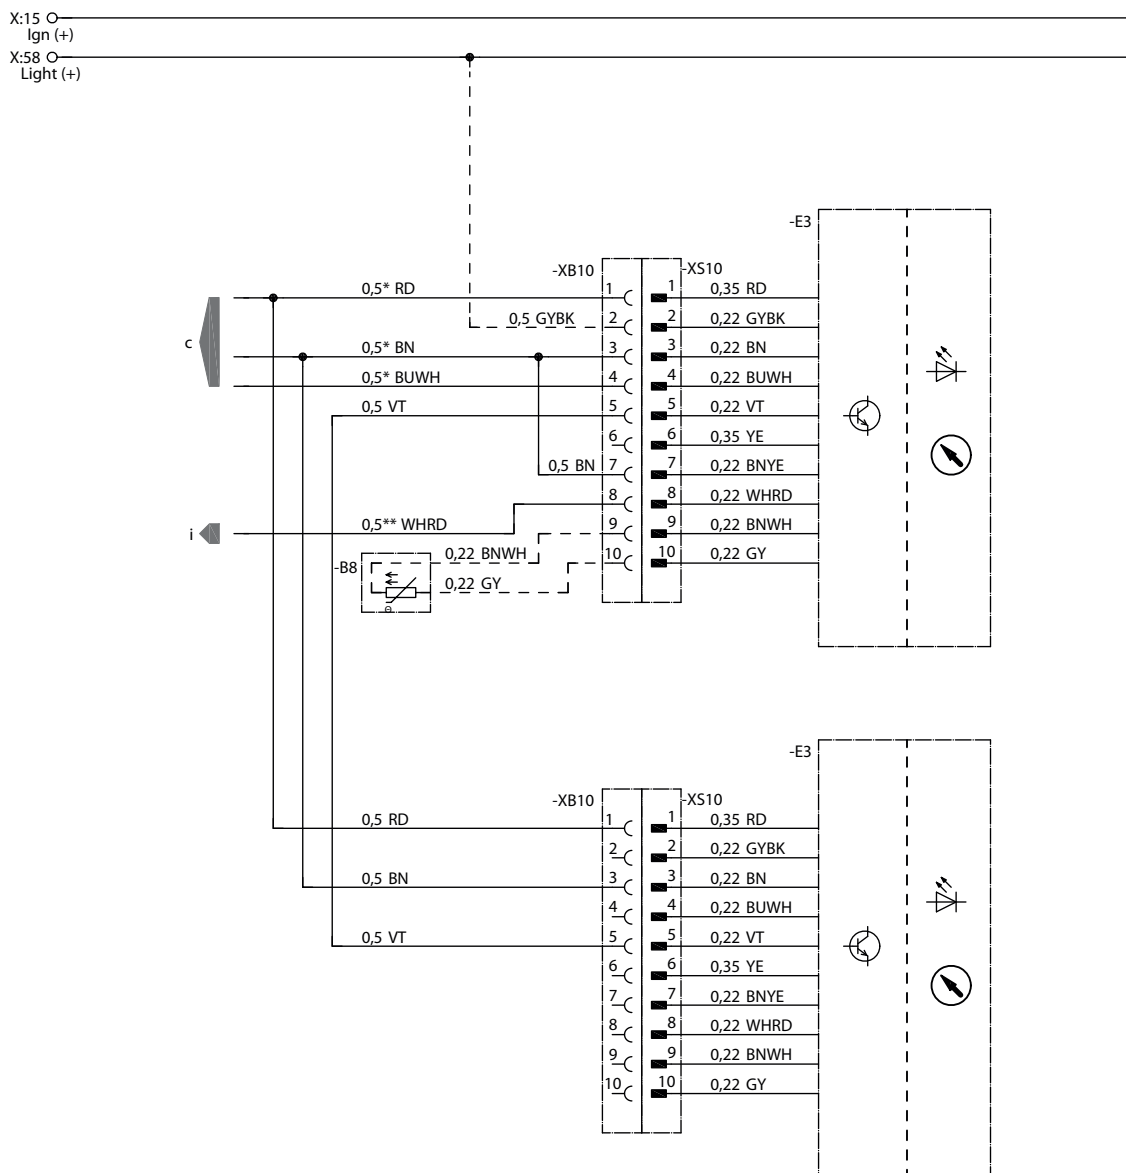 X:15
Ign (+)
X:58
Light (+)
-E3
-XB10 -XS10
0,5* RD 1 1 0,35 RD
0,5 GYBK 2 2 0,22 GYBK
0,5* BN 3 3 0,22 BN
c
0,5* BUWH 4 4 0,22 BUWH
0,5 VT 5 5 0,22 VT
6 6 0,35 YE
0,5 BN 7 7 0,22 BNYE
8 8 0,22 WHRD
i 0,5** WHRD 9 9 0,22 BNWH
-B8 0,22 BNWH 10 10 0,22 GY
0,22 GY
Θ
-E3
-XB10 -XS10
0,5 RD 1 1 0,35 RD
2 2 0,22 GYBK
0,5 BN 3 3 0,22 BN
4 4 0,22 BUWH
0,5 VT 5 5 0,22 VT
6 6 0,35 YE
7 7 0,22 BNYE
8 8 0,22 WHRD
9 9 0,22 BNWH
10 10 0,22 GY